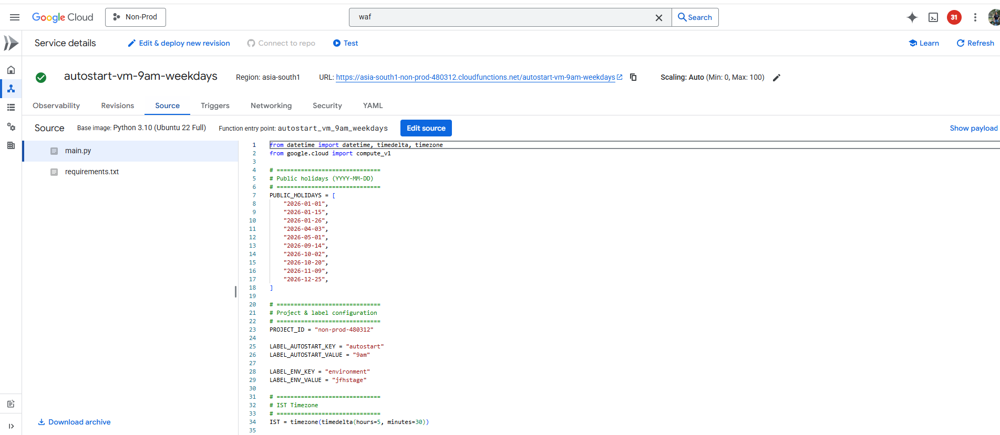 Google Cloud
Non-Prod
waf
Search
31
Service details
Edit & deploy new revision
Connect to repo
Test
Learn
Refresh
autostart-vm-9am-weekdays
Region: asia-south1
URL: https://asia-south1-non-prod-480312.cloudfunctions.net/autostart-vm-9am-weekdays
Scaling: Auto (Min: 0, Max: 100)
Observability
Revisions
Source
Triggers
Networking
Security
YAML
Source
Base image: Python 3.10 (Ubuntu 22 Full)
Function entry point: autostart_vm_9am_weekdays
Edit source
Show payload
main.py
requirements.txt
Download archive
1 from datetime import datetime, timedelta, timezone
2 from google.cloud import compute_v1
3
4 # ==============================
5 # Public holidays (YYYY-MM-DD)
6 # ==============================
7 PUBLIC_HOLIDAYS = [
8 "2026-01-01",
9 "2026-01-15",
10 "2026-01-26",
11 "2026-04-03",
12 "2026-05-01",
13 "2026-09-14",
14 "2026-10-02",
15 "2026-10-20",
16 "2026-11-09",
17 "2026-12-25",
18 ]
19
20 # ==============================
21 # Project & label configuration
22 # ==============================
23 PROJECT_ID = "non-prod-480312"
24
25 LABEL_AUTOSTART_KEY = "autostart"
26 LABEL_AUTOSTART_VALUE = "9am"
27
28 LABEL_ENV_KEY = "environment"
29 LABEL_ENV_VALUE = "jfhstage"
30
31 # ==============================
32 # IST Timezone
33 # ==============================
34 IST = timezone(timedelta(hours=5, minutes=30))
35